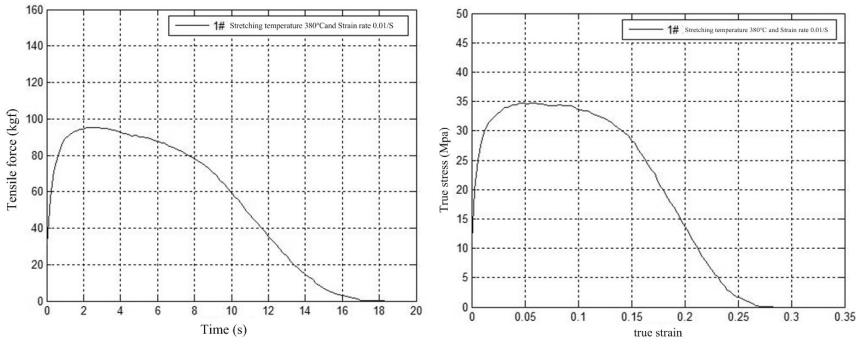 160
140
120
100
80
60
40
20
0
Tensile force (kgf)
1# Stretching temperature 380°Cand Strain rate 0.01/S
0 2 4 6 8 10 12 14 16 18 20
Time (s)
50
45
40
35
30
25
20
15
10
5
0
True stress (Mpa)
1# Stretching temperature 380°C and Strain rate 0.01/S
0 0.05 0.1 0.15 0.2 0.25 0.3 0.35
true strain